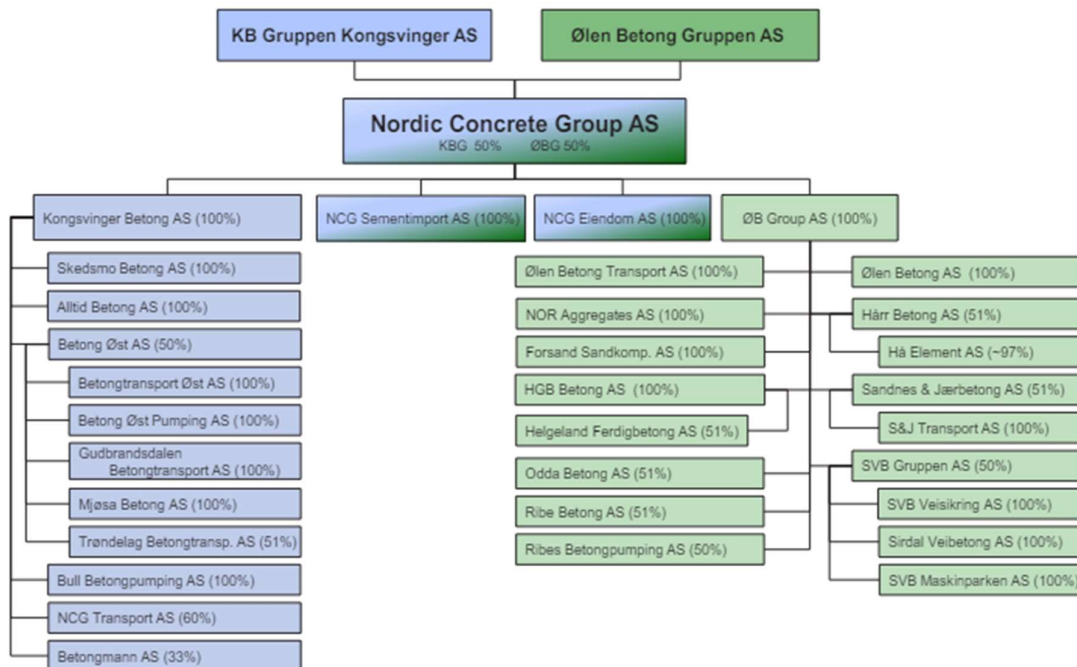 KB Gruppen Kongsvinger AS
Ølen Betong Gruppen AS
Nordic Concrete Group AS
KBG 50% ØBG 50%
Kongsvinger Betong AS (100%)
NCG Sementimport AS (100%)
NCG Eiendom AS (100%)
ØB Group AS (100%)
Skedsmo Betong AS (100%)
Alltid Betong AS (100%)
Betong Øst AS (50%)
Betongtransport Øst AS (100%)
Betong Øst Pumping AS (100%)
Gudbrandsdalen
Betongtransport AS (100%)
Mjøsa Betong AS (100%)
Trøndelag Betongtransp. AS (51%)
Bull Betongpumping AS (100%)
NCG Transport AS (60%)
Betongmann AS (33%)
Ølen Betong Transport AS (100%)
NOR Aggregates AS (100%)
Forsand Sandkomp. AS (100%)
HGB Betong AS (100%)
Helgeland Ferdigbetong AS (51%)
Odda Betong AS (51%)
Ribe Betong AS (51%)
Ribes Betongpumping AS (50%)
Ølen Betong AS (100%)
Hårr Betong AS (51%)
Hå Element AS (~97%)
Sandnes & Jærbetong AS (51%)
S&J Transport AS (100%)
SVB Gruppen AS (50%)
SVB Veisikring AS (100%)
Sirdal Veibetong AS (100%)
SVB Maskinparken AS (100%)